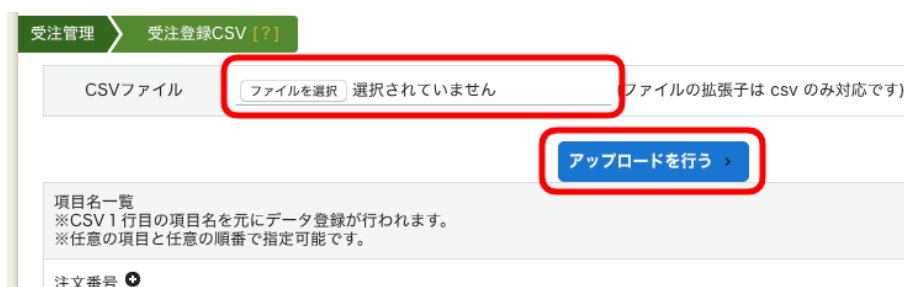 受注管理 受注登録CSV [?]
CSVファイル ファイルを選択 選択されていません (ファイルの拡張子は csv のみ対応です)
アップロードを行う ›
項目名一覧
※CSV１行目の項目名を元にデータ登録が行われます。
※任意の項目と任意の順番で指定可能です。
注文番号